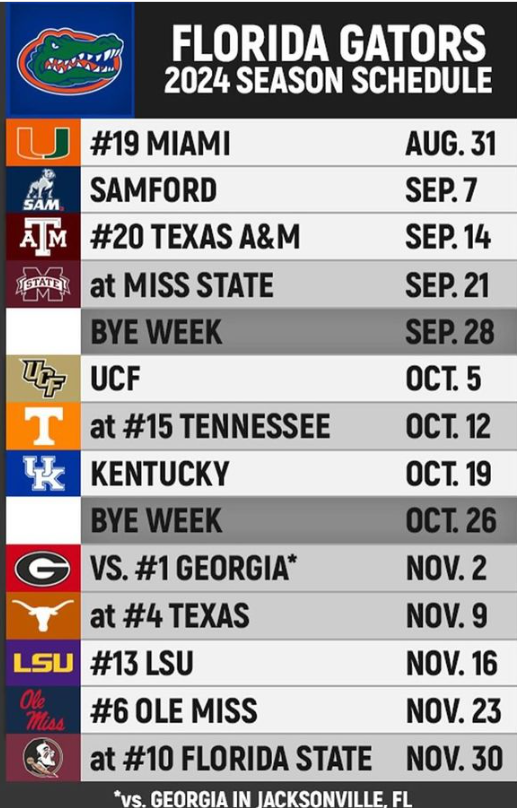 FLORIDA GATORS
2024 SEASON SCHEDULE
U #19 MIAMI AUG. 31
SAM SAMFORD SEP. 7
ATM #20 TEXAS A&M SEP. 14
STATE M at MISS STATE SEP. 21
BYE WEEK SEP. 28
UCF UCF OCT. 5
T at #15 TENNESSEE OCT. 12
UK KENTUCKY OCT. 19
BYE WEEK OCT. 26
G VS. #1 GEORGIA* NOV. 2
at #4 TEXAS NOV. 9
LSU #13 LSU NOV. 16
Ole Miss #6 OLE MISS NOV. 23
at #10 FLORIDA STATE NOV. 30
*vs. GEORGIA IN JACKSONVILLE, FL